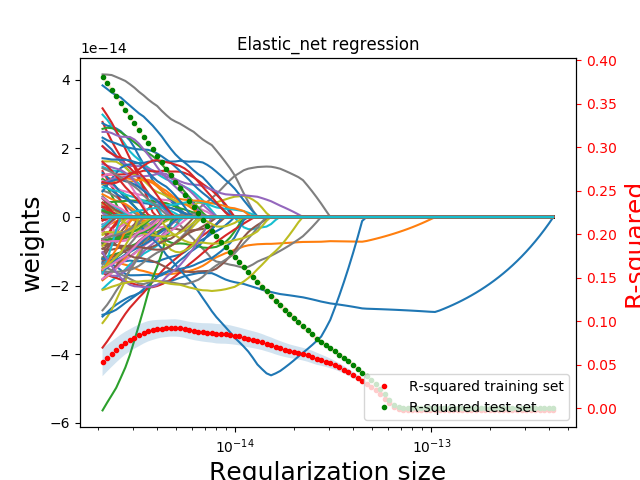 Elastic_net regression
1e−14
4
2
0
−2
−4
−6
weights
10⁻¹⁴
10⁻¹³
Regularization size
0.40
0.35
0.30
0.25
0.20
0.15
0.10
0.05
0.00
R-squared
R-squared training set
R-squared test set